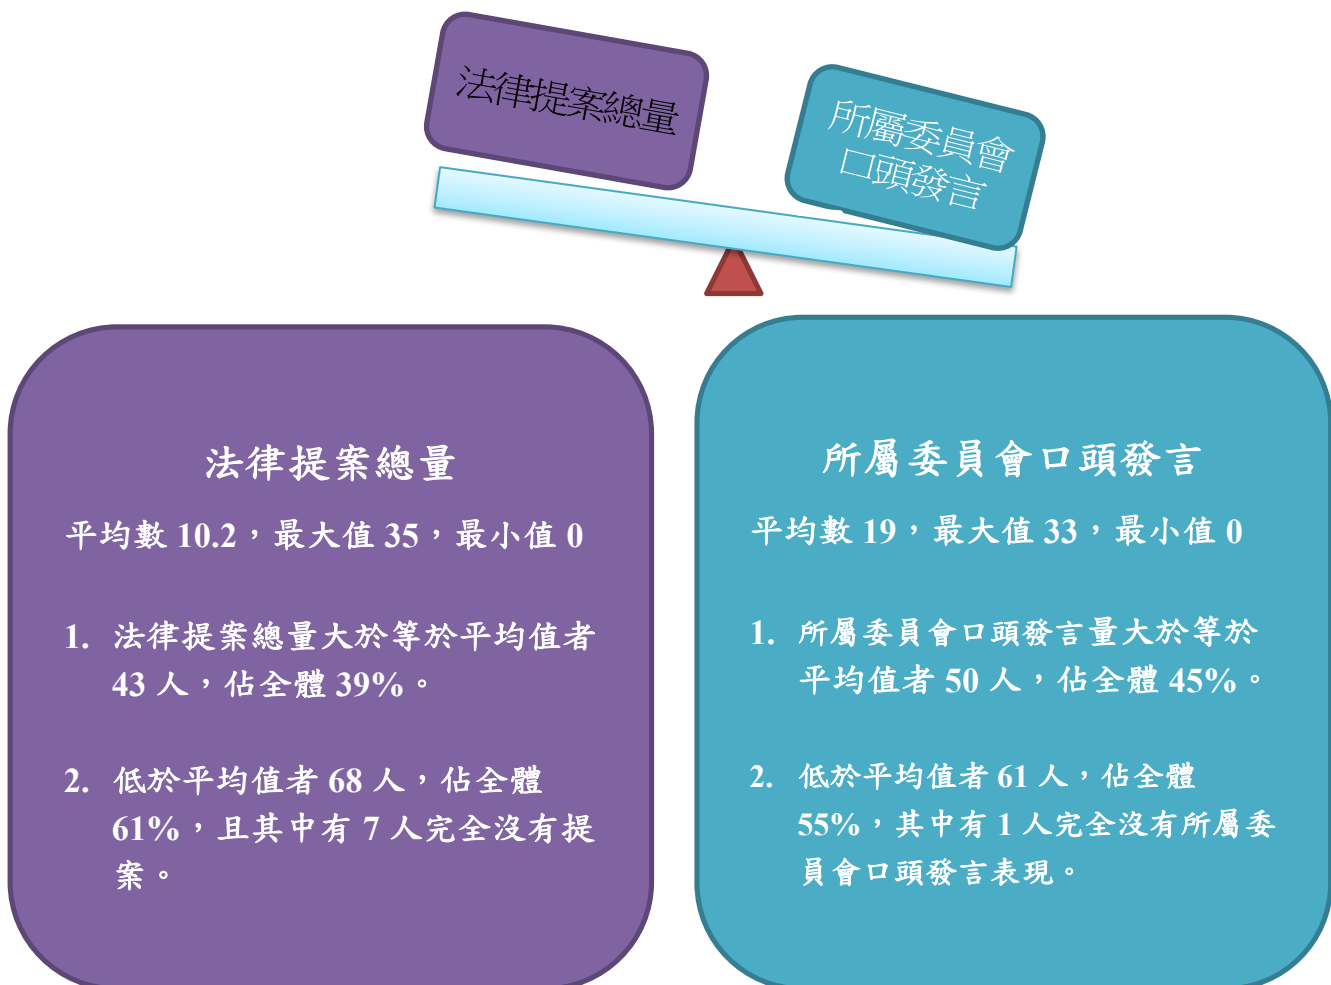 法律提案總量
所屬委員會
口頭發言
法律提案總量
平均數 10.2，最大值 35，最小值 0
1. 法律提案總量大於等於平均值者
43 人，佔全體 39%。
2. 低於平均值者 68 人，佔全體
61%，且其中有 7 人完全沒有提
案。
所屬委員會口頭發言
平均數 19，最大值 33，最小值 0
1. 所屬委員會口頭發言量大於等於
平均值者 50 人，佔全體 45%。
2. 低於平均值者 61 人，佔全體
55%，其中有 1 人完全沒有所屬委
員會口頭發言表現。